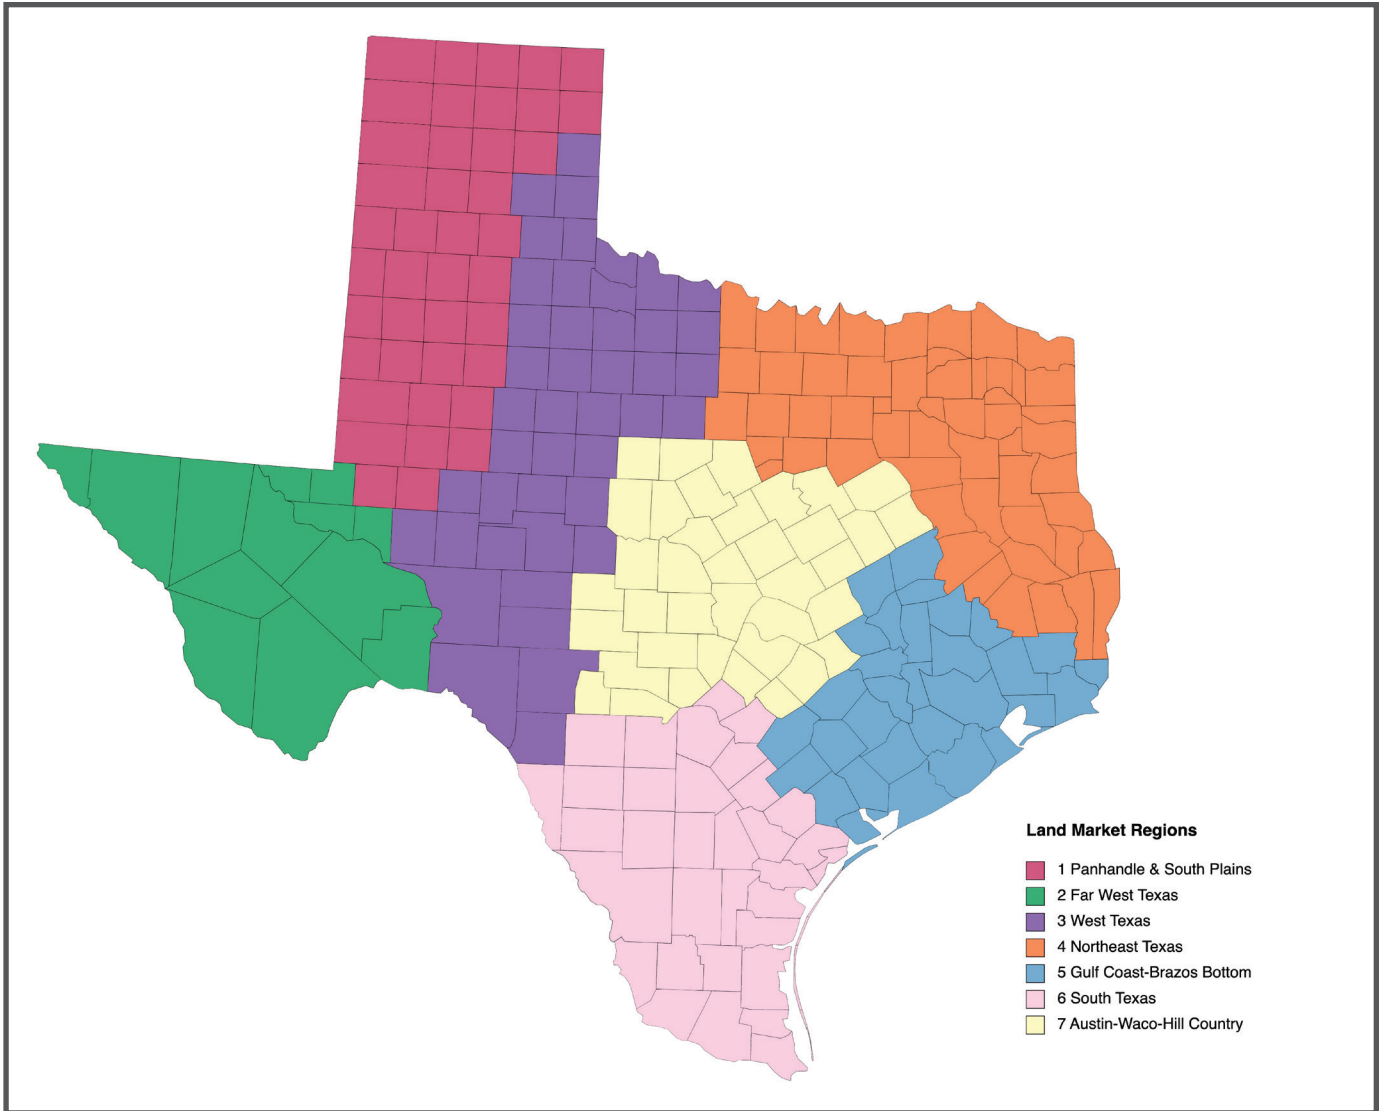 Land Market Regions
1 Panhandle & South Plains
2 Far West Texas
3 West Texas
4 Northeast Texas
5 Gulf Coast-Brazos Bottom
6 South Texas
7 Austin-Waco-Hill Country